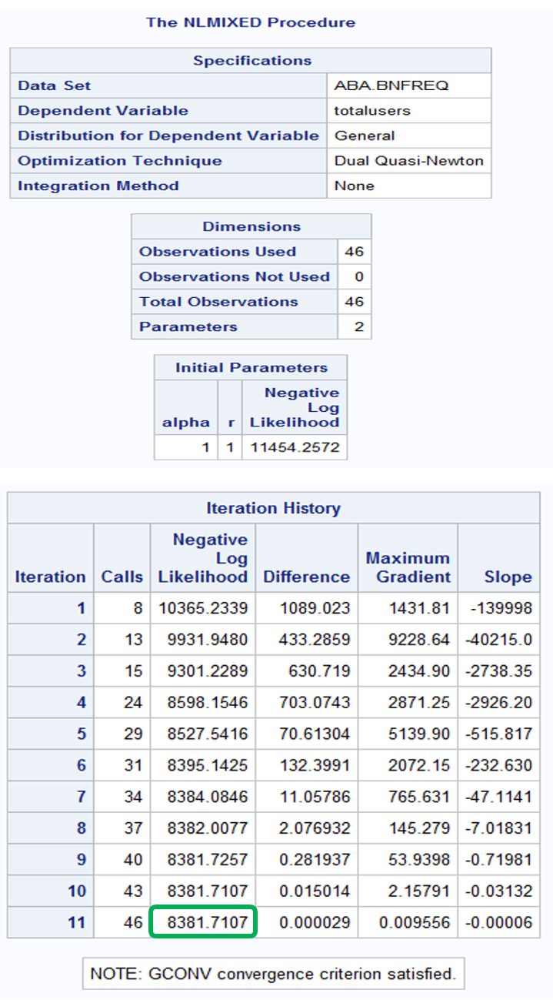 The NLMIXED Procedure
Specifications
Data Set ABA.BNFREQ
Dependent Variable totalusers
Distribution for Dependent Variable General
Optimization Technique Dual Quasi-Newton
Integration Method None
Dimensions
Observations Used 46
Observations Not Used 0
Total Observations 46
Parameters 2
Initial Parameters
Negative
Log
alpha r Likelihood
1 1 11454.2572
Iteration History
Negative
Log Maximum
Iteration Calls Likelihood Difference Gradient Slope
1 8 10365.2339 1089.023 1431.81 -139998
2 13 9931.9480 433.2859 9228.64 -40215.0
3 15 9301.2289 630.719 2434.90 -2738.35
4 24 8598.1546 703.0743 2871.25 -2926.20
5 29 8527.5416 70.61304 5139.90 -515.817
6 31 8395.1425 132.3991 2072.15 -232.630
7 34 8384.0846 11.05786 765.631 -47.1141
8 37 8382.0077 2.076932 145.279 -7.01831
9 40 8381.7257 0.281937 53.9398 -0.71981
10 43 8381.7107 0.015014 2.15791 -0.03132
11 46 8381.7107 0.000029 0.009556 -0.00006
NOTE: GCONV convergence criterion satisfied.